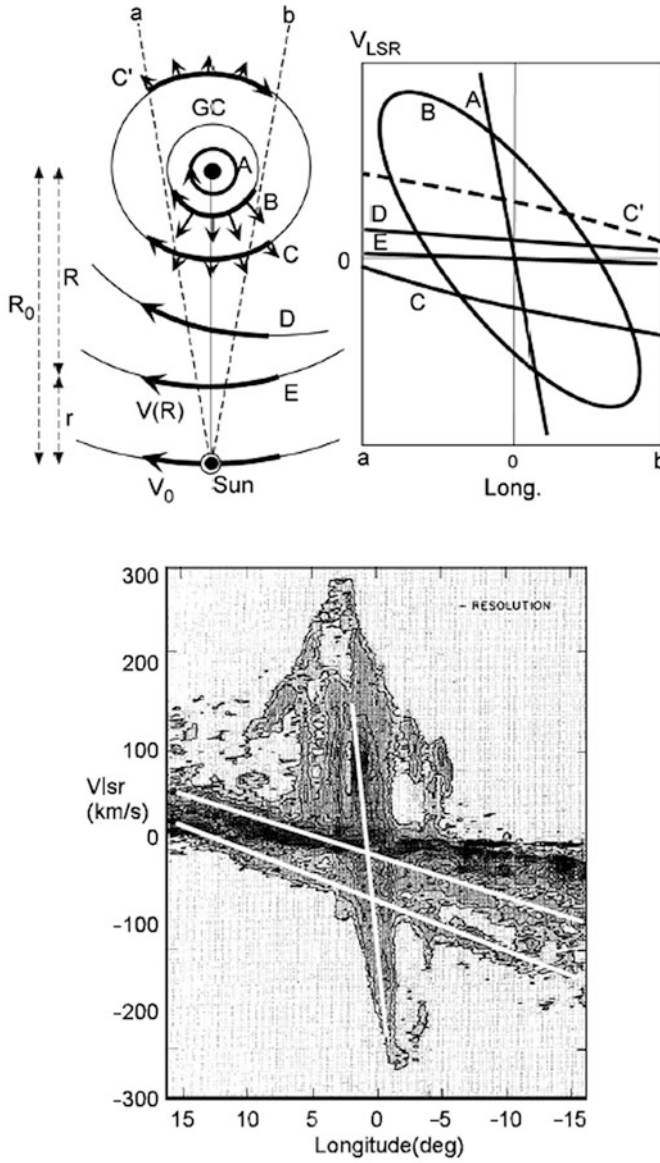 a
b
C'
GC
A
B
C
R₀
R
r
D
E
V(R)
V₀
Sun
V_LSR
A
B
C'
D
E
0
C
a
0
b
Long.
300
200
100
0
-100
-200
-300
Vlsr
(km/s)
- RESOLUTION
15
10
5
0
-5
-10
-15
Longitude(deg)